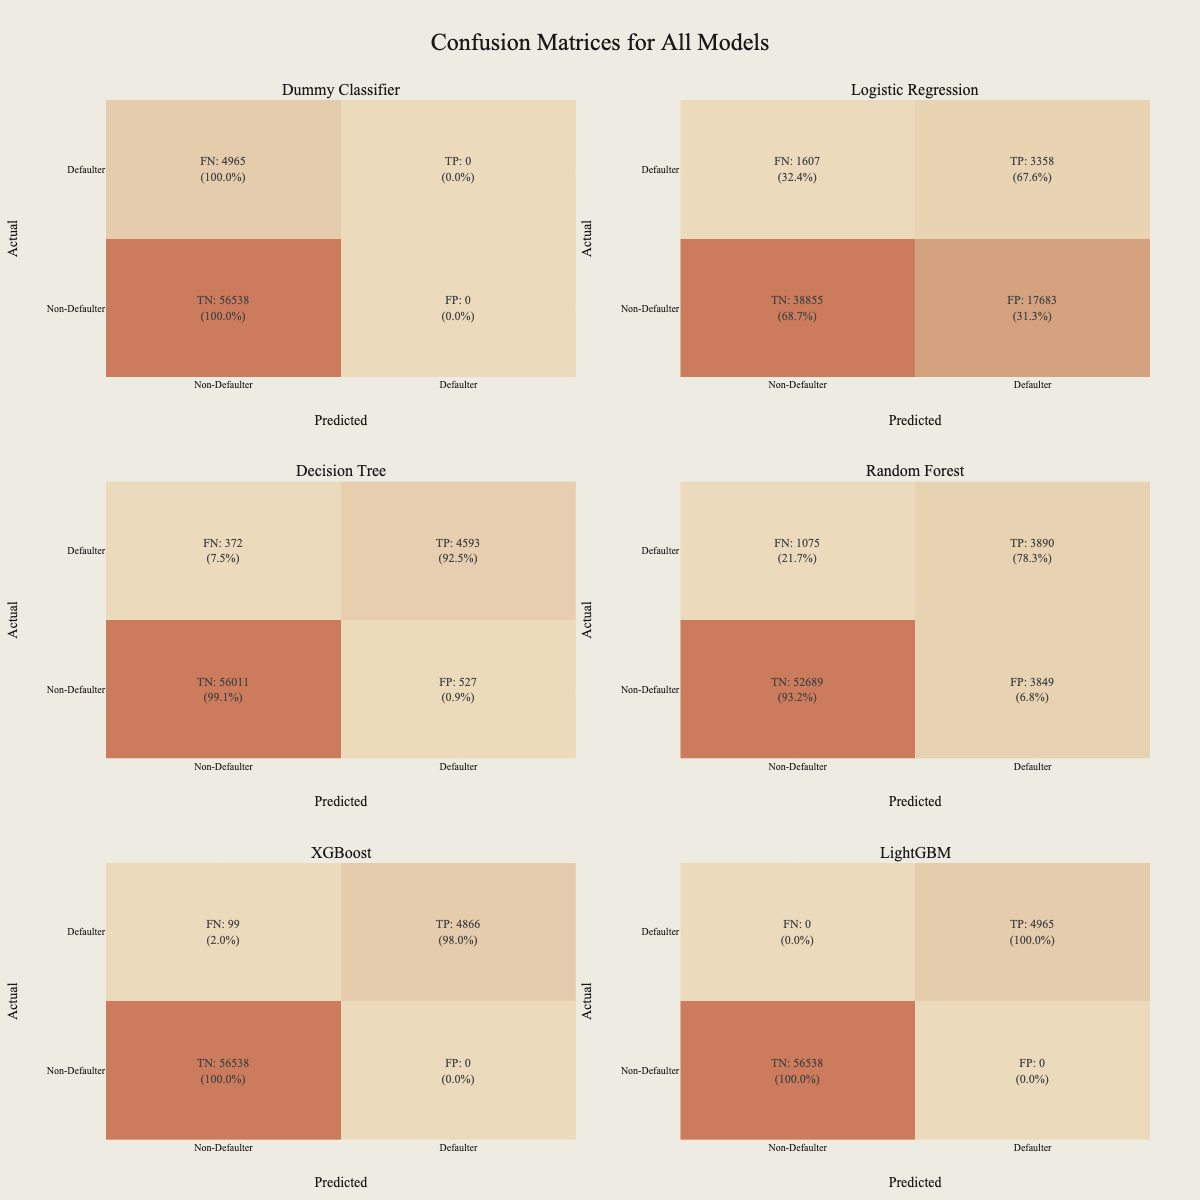 Confusion Matrices for All Models
Dummy Classifier
Actual
Defaulter
FN: 4965
(100.0%)
TP: 0
(0.0%)
Non-Defaulter
TN: 56538
(100.0%)
FP: 0
(0.0%)
Non-Defaulter
Defaulter
Predicted
Logistic Regression
Actual
Defaulter
FN: 1607
(32.4%)
TP: 3358
(67.6%)
Non-Defaulter
TN: 38855
(68.7%)
FP: 17683
(31.3%)
Non-Defaulter
Defaulter
Predicted
Decision Tree
Actual
Defaulter
FN: 372
(7.5%)
TP: 4593
(92.5%)
Non-Defaulter
TN: 56011
(99.1%)
FP: 527
(0.9%)
Non-Defaulter
Defaulter
Predicted
Random Forest
Actual
Defaulter
FN: 1075
(21.7%)
TP: 3890
(78.3%)
Non-Defaulter
TN: 52689
(93.2%)
FP: 3849
(6.8%)
Non-Defaulter
Defaulter
Predicted
XGBoost
Actual
Defaulter
FN: 99
(2.0%)
TP: 4866
(98.0%)
Non-Defaulter
TN: 56538
(100.0%)
FP: 0
(0.0%)
Non-Defaulter
Defaulter
Predicted
LightGBM
Actual
Defaulter
FN: 0
(0.0%)
TP: 4965
(100.0%)
Non-Defaulter
TN: 56538
(100.0%)
FP: 0
(0.0%)
Non-Defaulter
Defaulter
Predicted